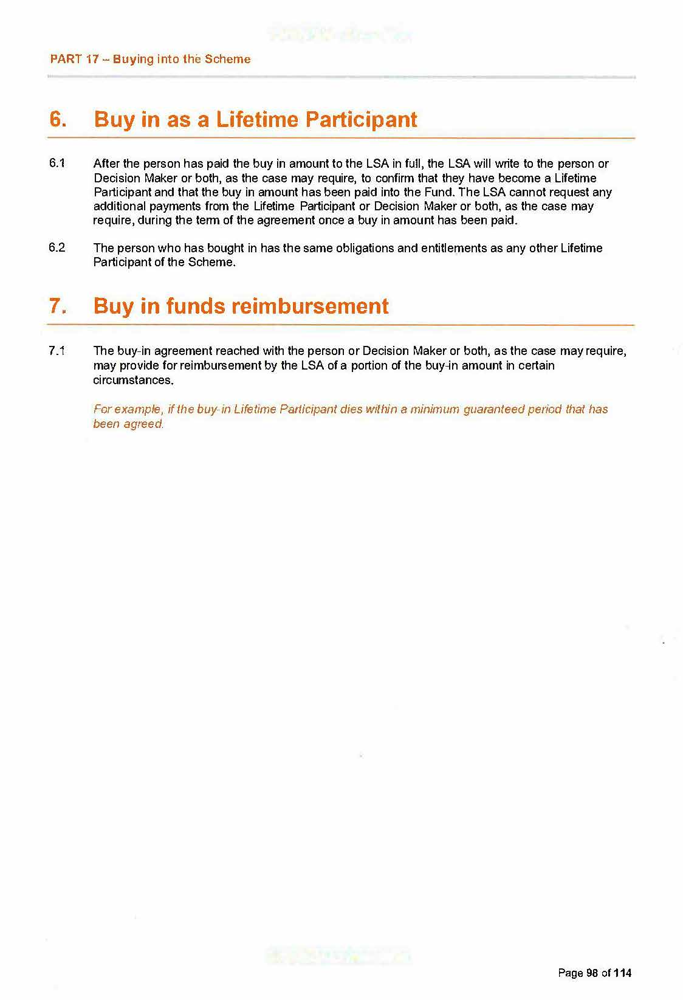 PART 17 – Buying into the Scheme
6. Buy in as a Lifetime Participant
6.1 After the person has paid the buy in amount to the LSA in full, the LSA will write to the person or
Decision Maker or both, as the case may require, to confirm that they have become a Lifetime
Participant and that the buy in amount has been paid into the Fund. The LSA cannot request any
additional payments from the Lifetime Participant or Decision Maker or both, as the case may
require, during the term of the agreement once a buy in amount has been paid.
6.2 The person who has bought in has the same obligations and entitlements as any other Lifetime
Participant of the Scheme.
7. Buy in funds reimbursement
7.1 The buy-in agreement reached with the person or Decision Maker or both, as the case may require,
may provide for reimbursement by the LSA of a portion of the buy-in amount in certain
circumstances.
For example, if the buy-in Lifetime Participant dies within a minimum guaranteed period that has
been agreed.
Page 98 of 114